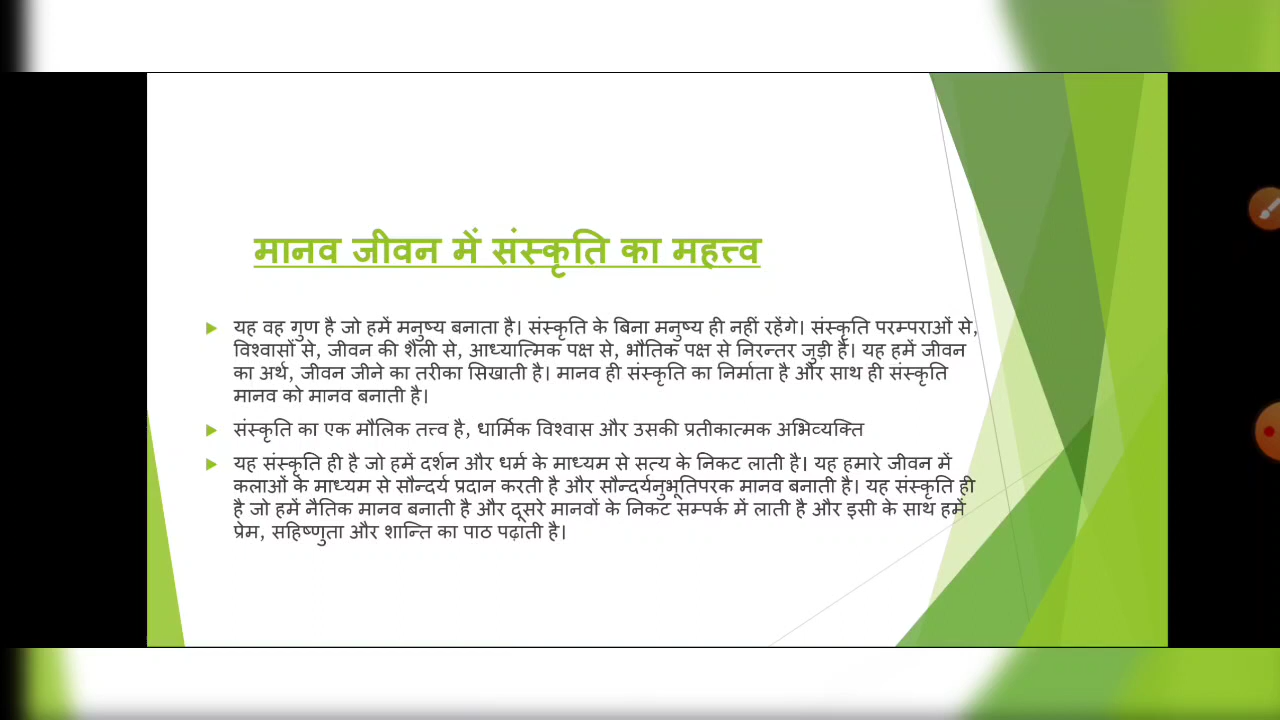 मानव जीवन में संस्कृति का महत्त्व
यह वह गुण है जो हमें मनुष्य बनाता है। संस्कृति के बिना मनुष्य ही नहीं रहेंगे। संस्कृति परम्पराओं से,
विश्वासों से, जीवन की शैली से, आध्यात्मिक पक्ष से, भौतिक पक्ष से निरन्तर जुड़ी है। यह हमें जीवन
का अर्थ, जीवन जीने का तरीका सिखाती है। मानव ही संस्कृति का निर्माता है और साथ ही संस्कृति
मानव को मानव बनाती है।
संस्कृति का एक मौलिक तत्त्व है, धार्मिक विश्वास और उसकी प्रतीकात्मक अभिव्यक्ति
यह संस्कृति ही है जो हमें दर्शन और धर्म के माध्यम से सत्य के निकट लाती है। यह हमारे जीवन में
कलाओं के माध्यम से सौन्दर्य प्रदान करती है और सौन्दर्यनुभूतिपरक मानव बनाती है। यह संस्कृति ही
है जो हमें नैतिक मानव बनाती है और दूसरे मानवों के निकट सम्पर्क में लाती है और इसी के साथ हमें
प्रेम, सहिष्णुता और शान्ति का पाठ पढ़ाती है।